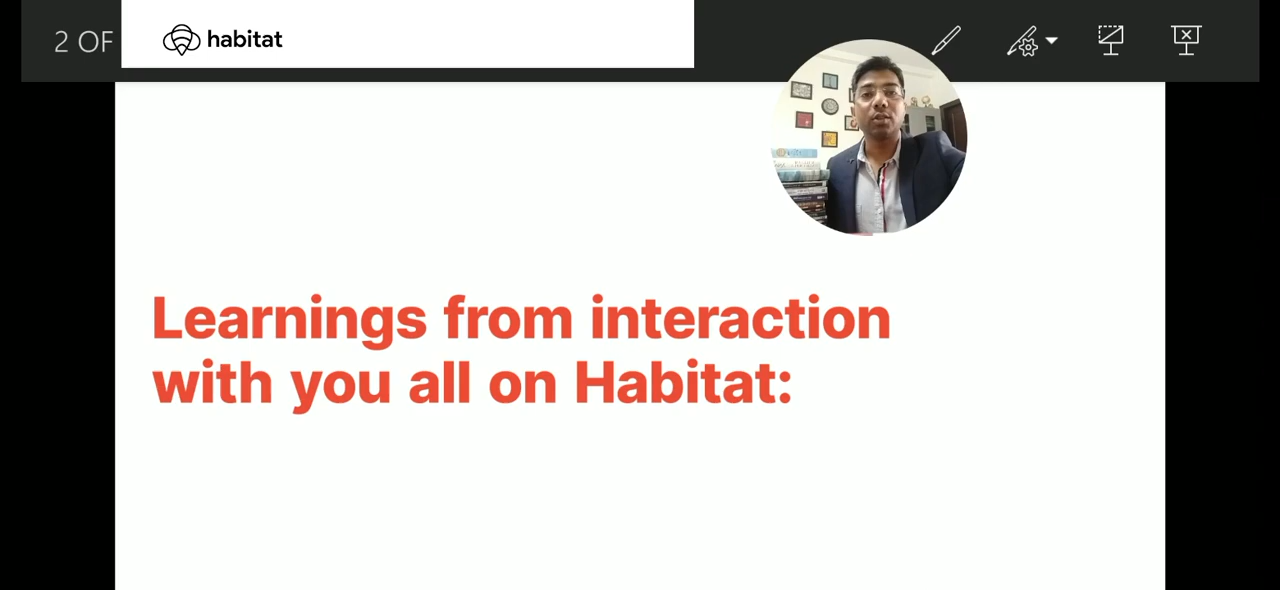 2 OF
habitat
Learnings from interaction
with you all on Habitat: